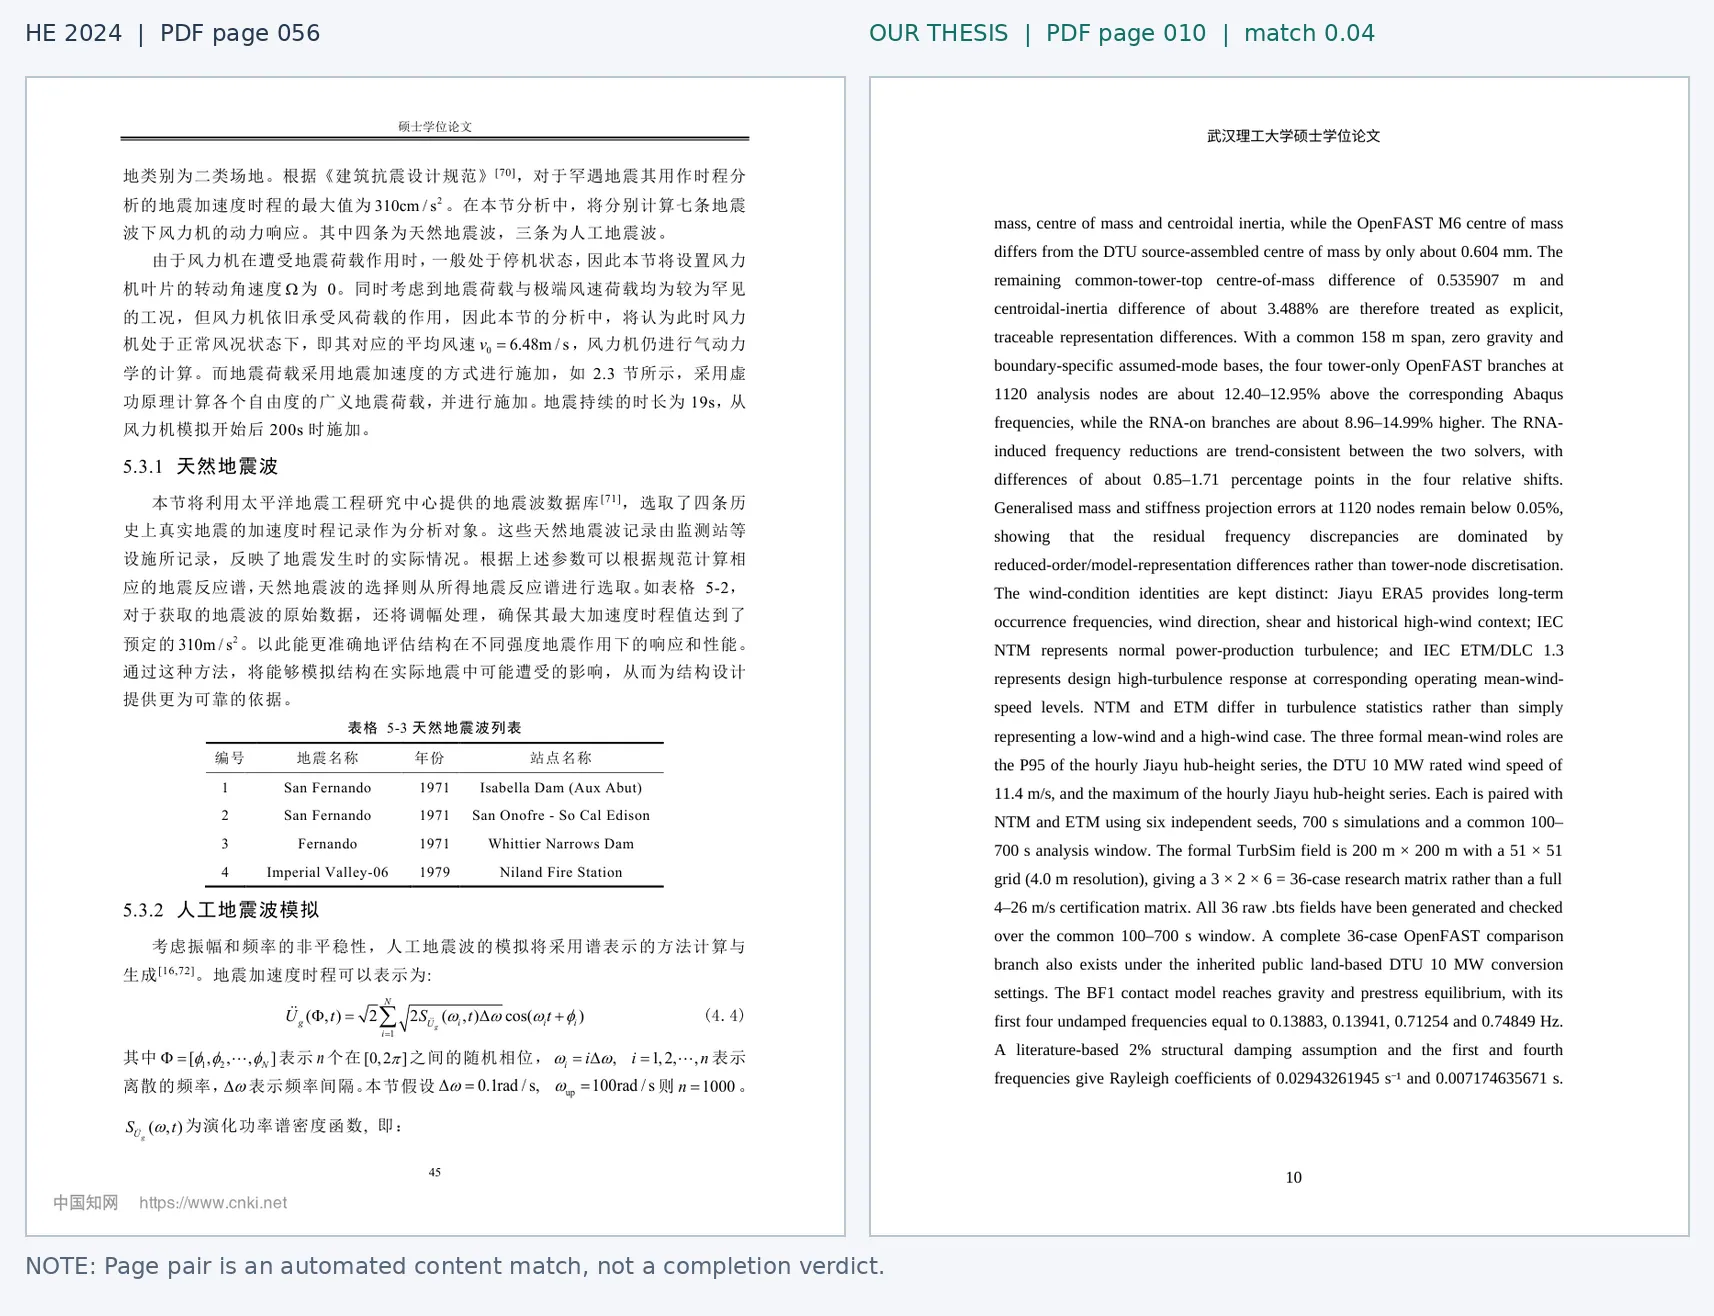 HE 2024 | PDF page 056
硕士学位论文
地类别为二类场地。根据《建筑抗震设计规范》[70]，对于罕遇地震其用作时程分
析的地震加速度时程的最大值为310cm / s²。在本节分析中，将分别计算七条地震
波下风力机的动力响应。其中四条为天然地震波，三条为人工地震波。
由于风力机在遭受地震荷载作用时，一般处于停机状态，因此本节将设置风力
机叶片的转动角速度Ω为 0。同时考虑到地震荷载与极端风速荷载均为较为罕见
的工况，但风力机依旧承受风荷载的作用，因此本节的分析中，将认为此时风力
机处于正常风况状态下，即其对应的平均风速 v₀ = 6.48m / s，风力机仍进行气动力
学的计算。而地震荷载采用地震加速度的方式进行施加，如 2.3 节所示，采用虚
功原理计算各个自由度的广义地震荷载，并进行施加。地震持续的时长为 19s，从
风力机模拟开始后 200s 时施加。
5.3.1 天然地震波
本节将利用太平洋地震工程研究中心提供的地震波数据库[71]，选取了四条历
史上真实地震的加速度时程记录作为分析对象。这些天然地震波记录由监测站等
设施所记录，反映了地震发生时的实际情况。根据上述参数可以根据规范计算相
应的地震反应谱，天然地震波的选择则从所得地震反应谱进行选取。如表格 5-2，
对于获取的地震波的原始数据，还将调幅处理，确保其最大加速度时程值达到了
预定的310m / s²。以此能更准确地评估结构在不同强度地震作用下的响应和性能。
通过这种方法，将能够模拟结构在实际地震中可能遭受的影响，从而为结构设计
提供更为可靠的依据。
表格 5-3 天然地震波列表
编号 地震名称 年份 站点名称
1 San Fernando 1971 Isabella Dam (Aux Abut)
2 San Fernando 1971 San Onofre - So Cal Edison
3 Fernando 1971 Whittier Narrows Dam
4 Imperial Valley-06 1979 Niland Fire Station
5.3.2 人工地震波模拟
考虑振幅和频率的非平稳性，人工地震波的模拟将采用谱表示的方法计算与
生成[16,72]。地震加速度时程可以表示为:
Ü_g(Φ,t) = √2 ∑_{i=1}^{N} √(2S_{Ü_g}(ω_i,t)Δω) cos(ω_i t + ϕ_i) (4.4)
其中 Φ = [ϕ₁,ϕ₂,⋯,ϕ_N] 表示 n 个在 [0,2π] 之间的随机相位， ω_i = iΔω, i = 1,2,⋯,n 表示
离散的频率，Δω 表示频率间隔。本节假设 Δω = 0.1rad / s, ω_up = 100rad / s 则 n = 1000 。
S_{Ü_g}(ω,t) 为演化功率谱密度函数, 即：
45
中国知网 https://www.cnki.net
OUR THESIS | PDF page 010 | match 0.04
武汉理工大学硕士学位论文
mass, centre of mass and centroidal inertia, while the OpenFAST M6 centre of mass
differs from the DTU source-assembled centre of mass by only about 0.604 mm. The
remaining common-tower-top centre-of-mass difference of 0.535907 m and
centroidal-inertia difference of about 3.488% are therefore treated as explicit,
traceable representation differences. With a common 158 m span, zero gravity and
boundary-specific assumed-mode bases, the four tower-only OpenFAST branches at
1120 analysis nodes are about 12.40–12.95% above the corresponding Abaqus
frequencies, while the RNA-on branches are about 8.96–14.99% higher. The RNA-
induced frequency reductions are trend-consistent between the two solvers, with
differences of about 0.85–1.71 percentage points in the four relative shifts.
Generalised mass and stiffness projection errors at 1120 nodes remain below 0.05%,
showing that the residual frequency discrepancies are dominated by
reduced-order/model-representation differences rather than tower-node discretisation.
The wind-condition identities are kept distinct: Jiayu ERA5 provides long-term
occurrence frequencies, wind direction, shear and historical high-wind context; IEC
NTM represents normal power-production turbulence; and IEC ETM/DLC 1.3
represents design high-turbulence response at corresponding operating mean-wind-
speed levels. NTM and ETM differ in turbulence statistics rather than simply
representing a low-wind and a high-wind case. The three formal mean-wind roles are
the P95 of the hourly Jiayu hub-height series, the DTU 10 MW rated wind speed of
11.4 m/s, and the maximum of the hourly Jiayu hub-height series. Each is paired with
NTM and ETM using six independent seeds, 700 s simulations and a common 100–
700 s analysis window. The formal TurbSim field is 200 m × 200 m with a 51 × 51
grid (4.0 m resolution), giving a 3 × 2 × 6 = 36-case research matrix rather than a full
4–26 m/s certification matrix. All 36 raw .bts fields have been generated and checked
over the common 100–700 s window. A complete 36-case OpenFAST comparison
branch also exists under the inherited public land-based DTU 10 MW conversion
settings. The BF1 contact model reaches gravity and prestress equilibrium, with its
first four undamped frequencies equal to 0.13883, 0.13941, 0.71254 and 0.74849 Hz.
A literature-based 2% structural damping assumption and the first and fourth
frequencies give Rayleigh coefficients of 0.02943261945 s⁻¹ and 0.007174635671 s.
10
NOTE: Page pair is an automated content match, not a completion verdict.